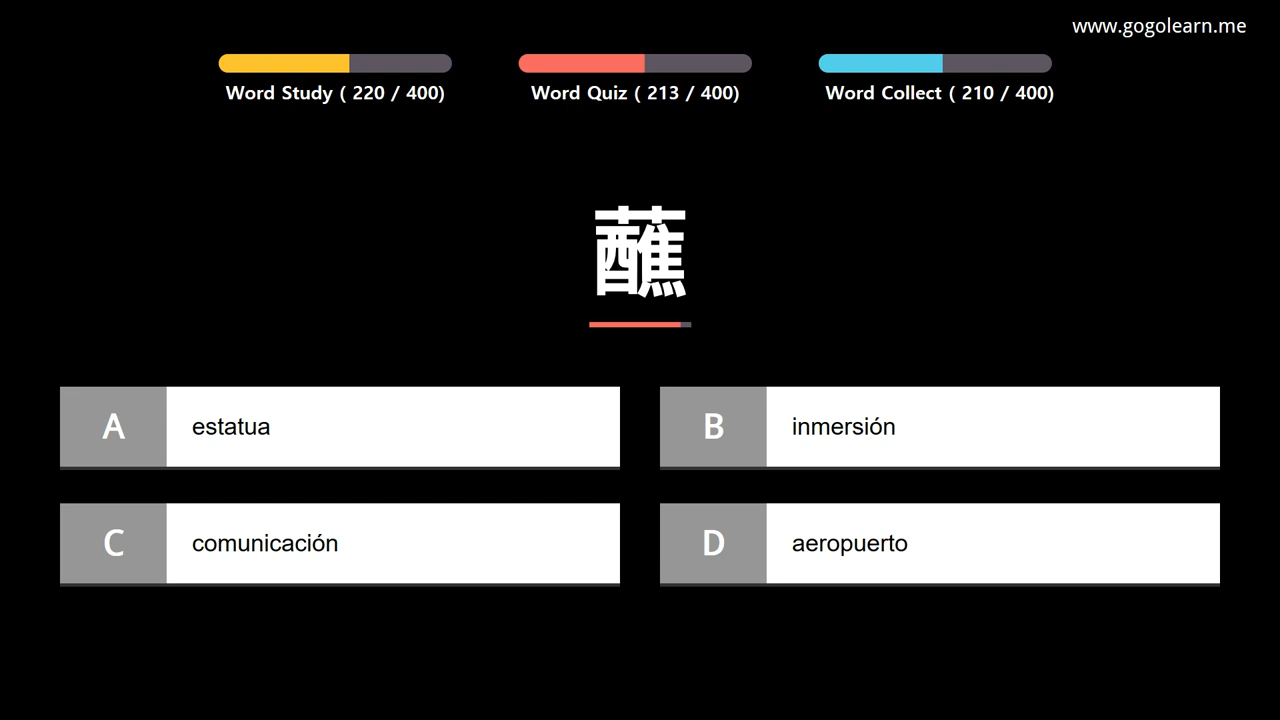 www.gogolearn.me
Word Study ( 220 / 400)
Word Quiz ( 213 / 400)
Word Collect ( 210 / 400)
蘸
A estatua
B inmersión
C comunicación
D aeropuerto